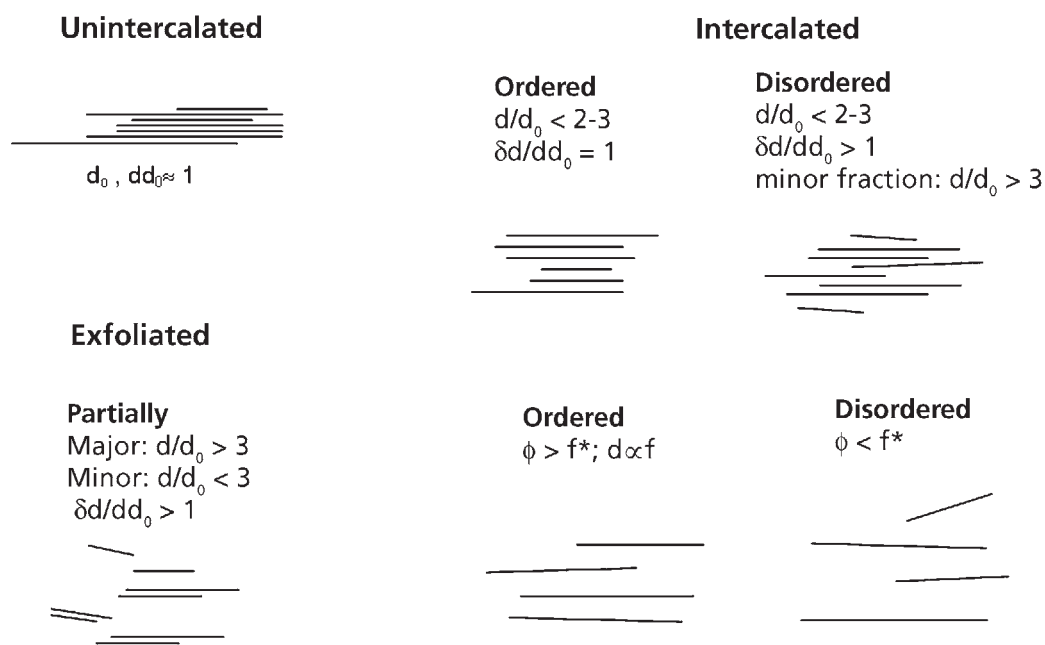 Unintercalated
d₀ , dd₀≈ 1
Intercalated
Ordered
d/d₀ < 2-3
δd/dd₀ = 1
Disordered
d/d₀ < 2-3
δd/dd₀ > 1
minor fraction: d/d₀ > 3
Exfoliated
Partially
Major: d/d₀ > 3
Minor: d/d₀ < 3
δd/dd₀ > 1
Ordered
ϕ > f*; d∝f
Disordered
ϕ < f*